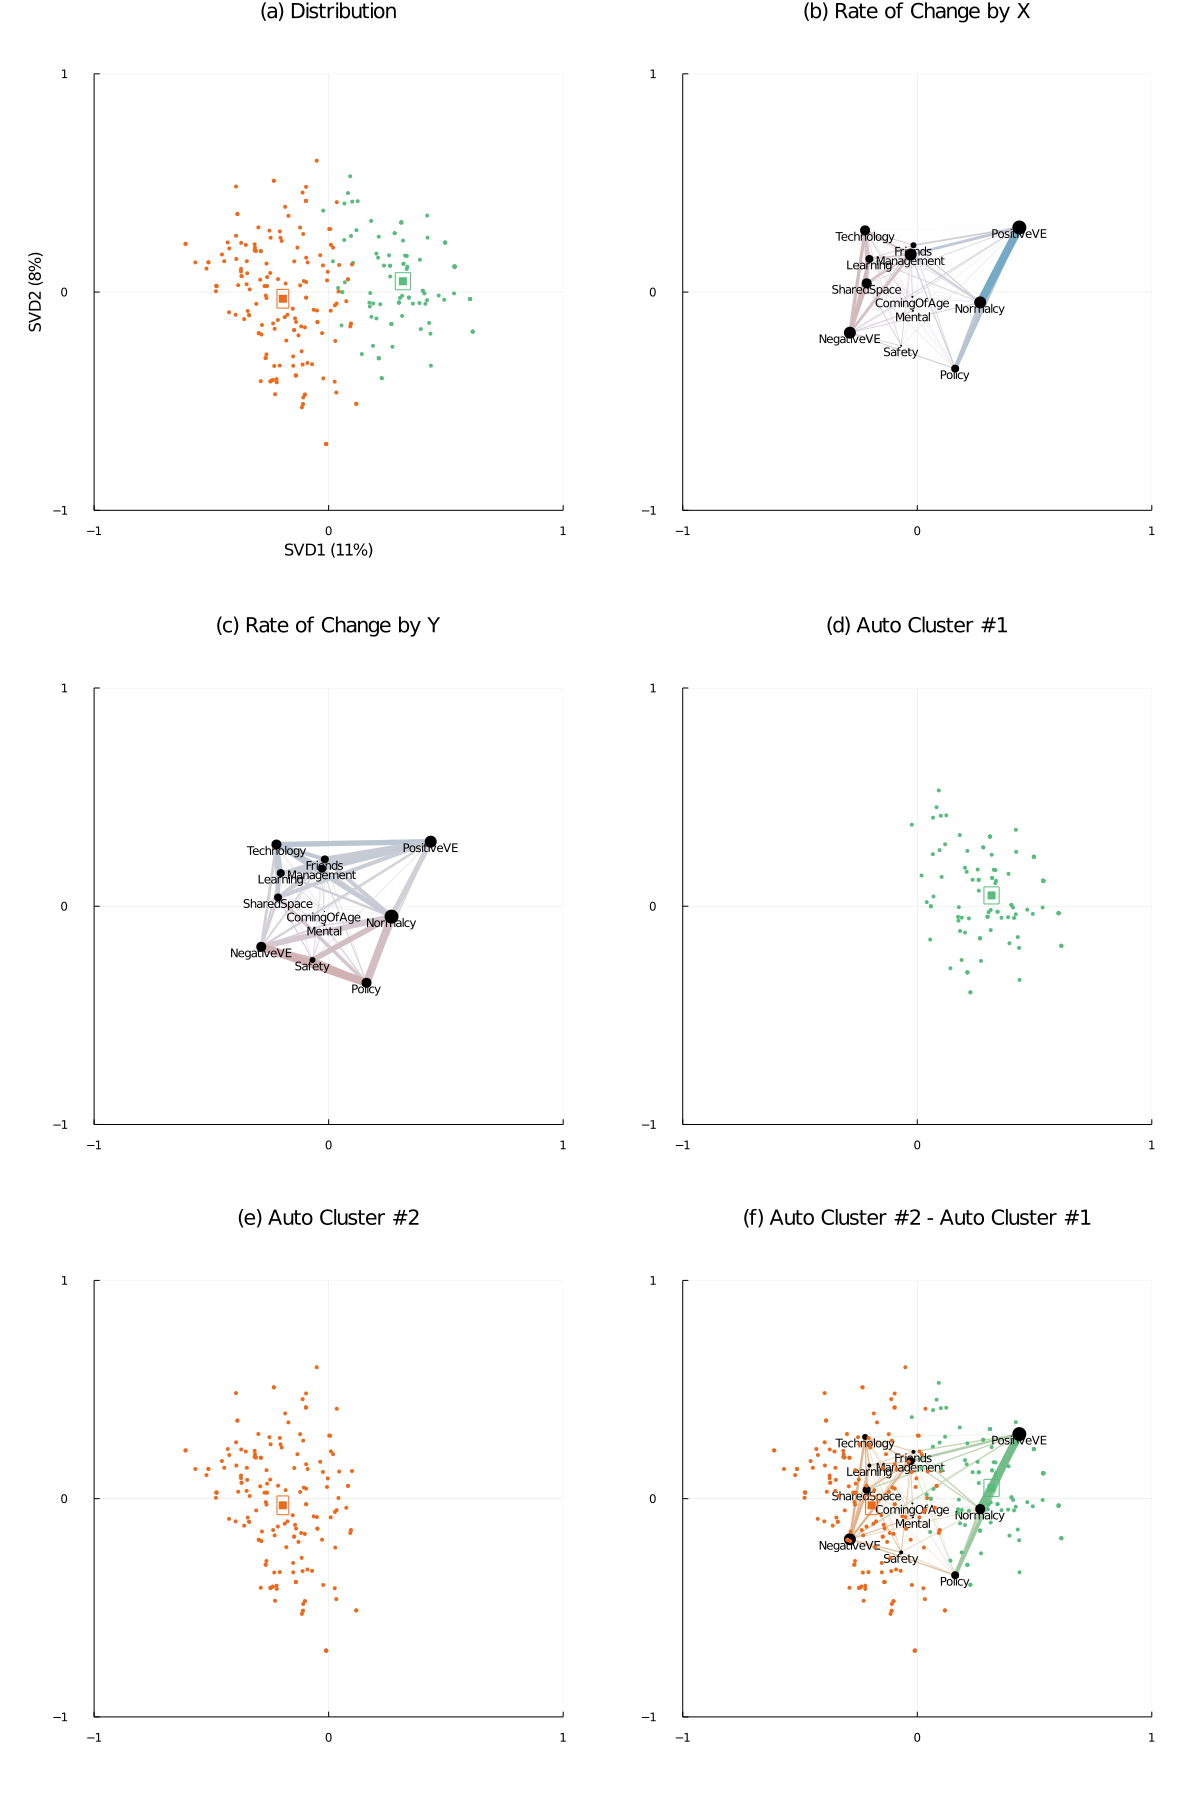 (a) Distribution
1
0
−1
−1
0
1
SVD1 (11%)
SVD2 (8%)
(b) Rate of Change by X
1
0
−1
−1
0
1
PositiveVE
Technology
Friends
Management
Learning
SharedSpace
ComingOfAge
Normalcy
Mental
NegativeVE
Safety
Policy
(c) Rate of Change by Y
1
0
−1
−1
0
1
PositiveVE
Technology
Friends
Management
Learning
SharedSpace
ComingOfAge
Normalcy
Mental
NegativeVE
Safety
Policy
(d) Auto Cluster #1
1
0
−1
−1
0
1
(e) Auto Cluster #2
1
0
−1
−1
0
1
(f) Auto Cluster #2 - Auto Cluster #1
1
0
−1
−1
0
1
PositiveVE
Technology
Friends
Management
Learning
SharedSpace
ComingOfAge
Normalcy
Mental
NegativeVE
Safety
Policy